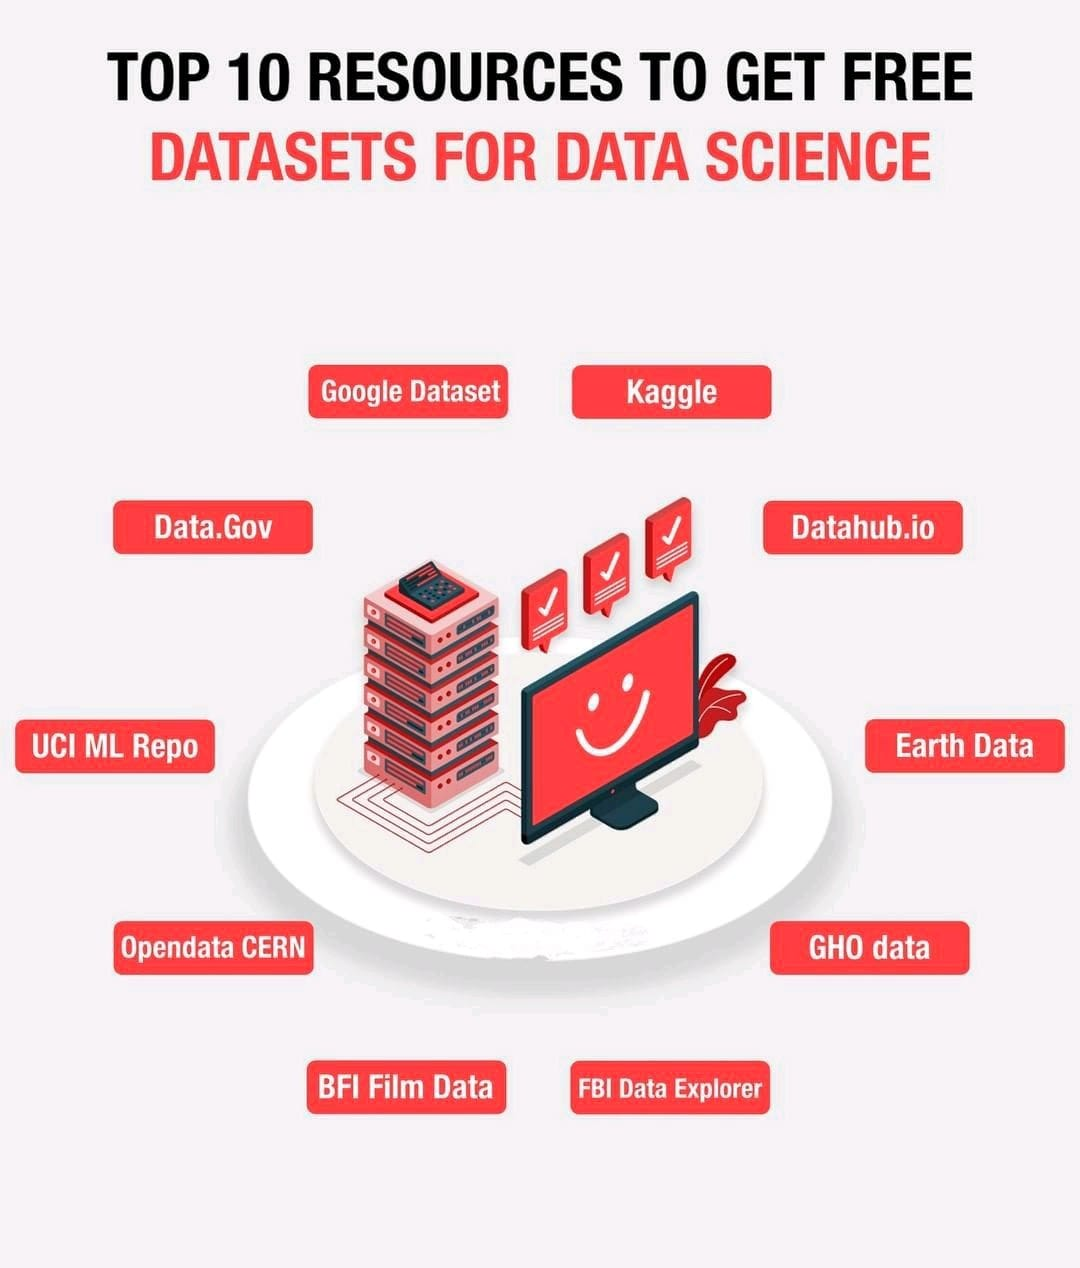 TOP 10 RESOURCES TO GET FREE
DATASETS FOR DATA SCIENCE
Google Dataset
Kaggle
Data.Gov
Datahub.io
UCI ML Repo
Earth Data
Opendata CERN
GHO data
BFI Film Data
FBI Data Explorer